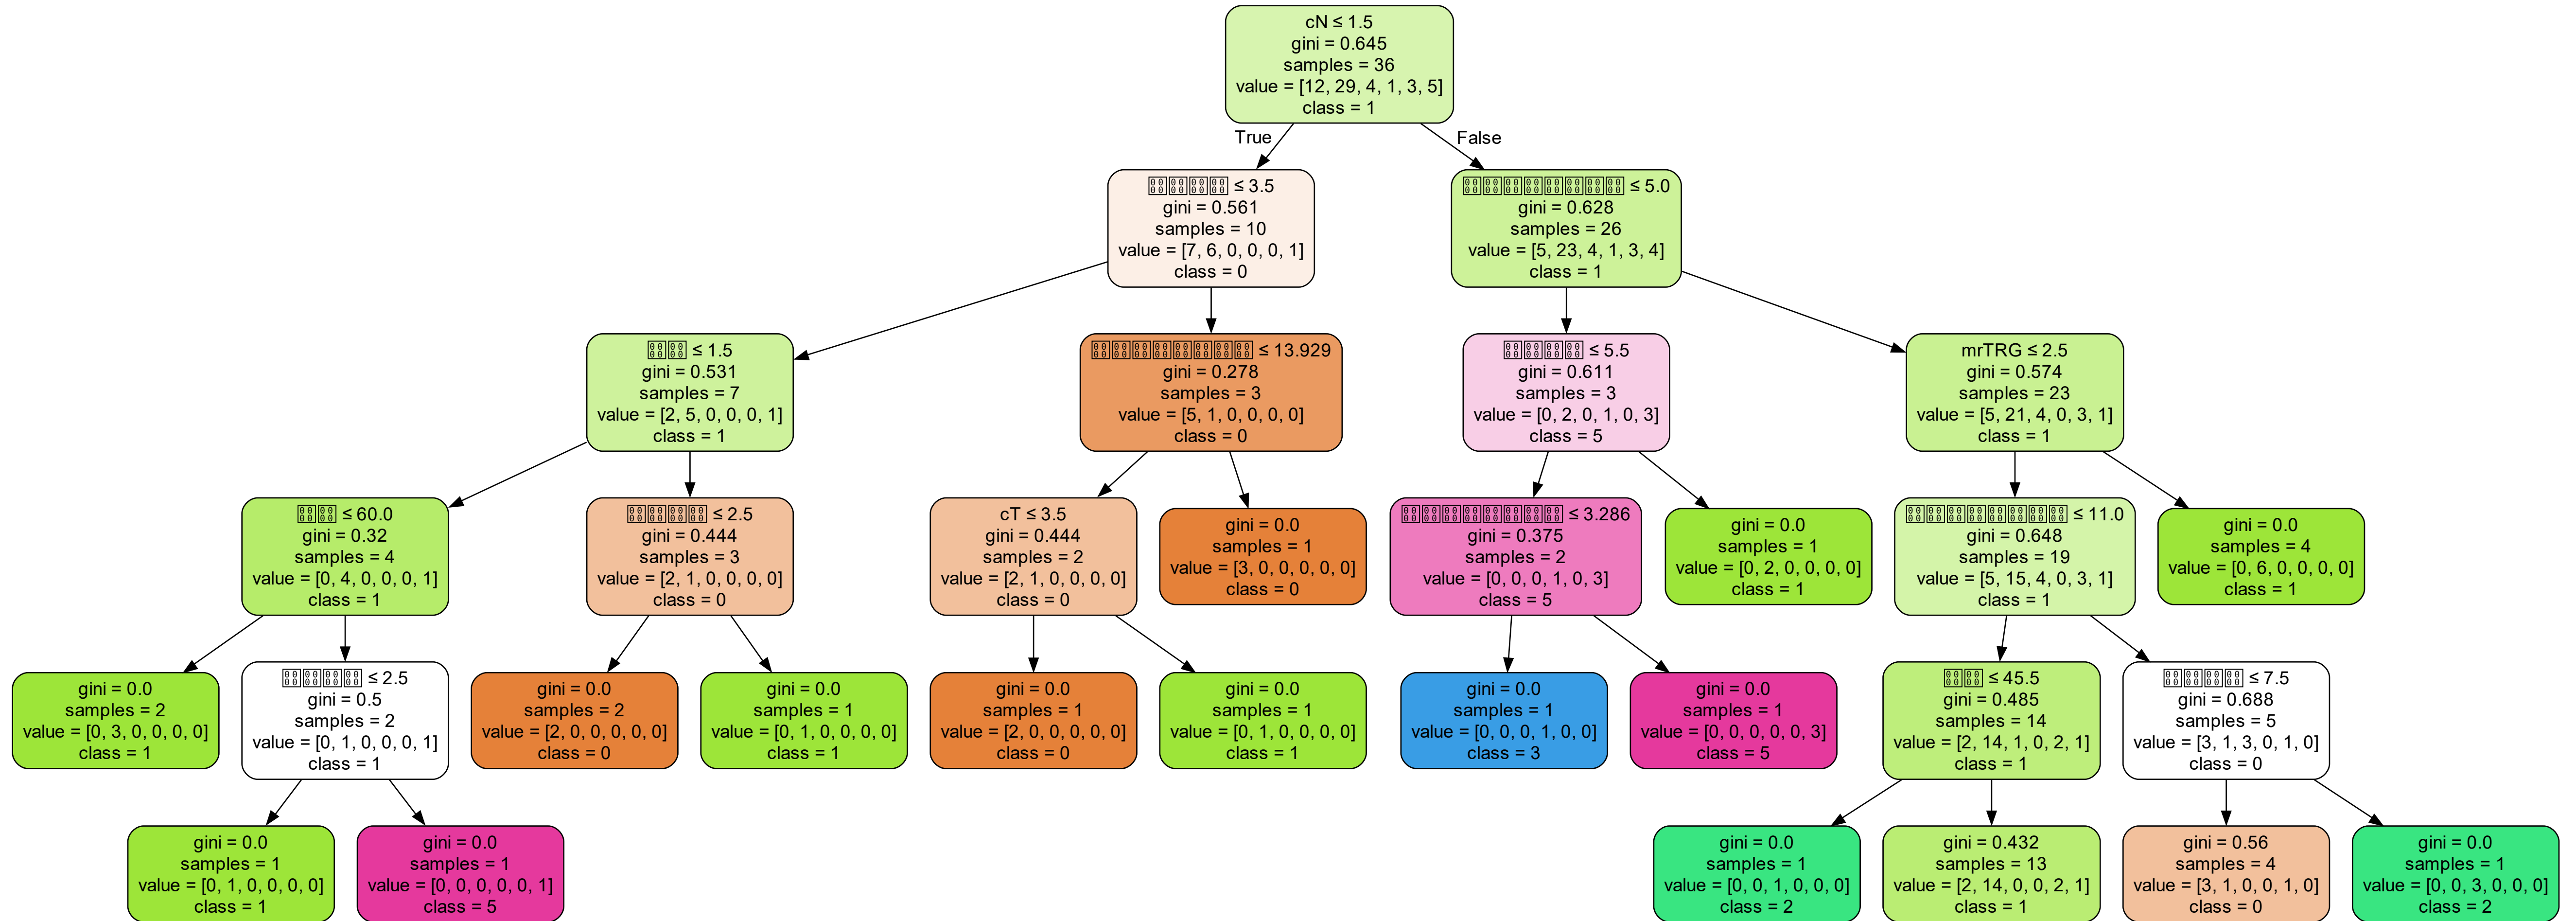 cN ≤ 1.5
gini = 0.645
samples = 36
value = [12, 29, 4, 1, 3, 5]
class = 1
True
False
≤ 3.5
gini = 0.561
samples = 10
value = [7, 6, 0, 0, 0, 1]
class = 0
≤ 5.0
gini = 0.628
samples = 26
value = [5, 23, 4, 1, 3, 4]
class = 1
≤ 1.5
gini = 0.531
samples = 7
value = [2, 5, 0, 0, 0, 1]
class = 1
≤ 13.929
gini = 0.278
samples = 3
value = [5, 1, 0, 0, 0, 0]
class = 0
≤ 5.5
gini = 0.611
samples = 3
value = [0, 2, 0, 1, 0, 3]
class = 5
mrTRG ≤ 2.5
gini = 0.574
samples = 23
value = [5, 21, 4, 0, 3, 1]
class = 1
≤ 60.0
gini = 0.32
samples = 4
value = [0, 4, 0, 0, 0, 1]
class = 1
≤ 2.5
gini = 0.444
samples = 3
value = [2, 1, 0, 0, 0, 0]
class = 0
cT ≤ 3.5
gini = 0.444
samples = 2
value = [2, 1, 0, 0, 0, 0]
class = 0
gini = 0.0
samples = 1
value = [3, 0, 0, 0, 0, 0]
class = 0
≤ 3.286
gini = 0.375
samples = 2
value = [0, 0, 0, 1, 0, 3]
class = 5
gini = 0.0
samples = 1
value = [0, 2, 0, 0, 0, 0]
class = 1
≤ 11.0
gini = 0.648
samples = 19
value = [5, 15, 4, 0, 3, 1]
class = 1
gini = 0.0
samples = 4
value = [0, 6, 0, 0, 0, 0]
class = 1
gini = 0.0
samples = 2
value = [0, 3, 0, 0, 0, 0]
class = 1
≤ 2.5
gini = 0.5
samples = 2
value = [0, 1, 0, 0, 0, 1]
class = 1
gini = 0.0
samples = 2
value = [2, 0, 0, 0, 0, 0]
class = 0
gini = 0.0
samples = 1
value = [0, 1, 0, 0, 0, 0]
class = 1
gini = 0.0
samples = 1
value = [2, 0, 0, 0, 0, 0]
class = 0
gini = 0.0
samples = 1
value = [0, 1, 0, 0, 0, 0]
class = 1
gini = 0.0
samples = 1
value = [0, 0, 0, 1, 0, 0]
class = 3
gini = 0.0
samples = 1
value = [0, 0, 0, 0, 0, 3]
class = 5
≤ 45.5
gini = 0.485
samples = 14
value = [2, 14, 1, 0, 2, 1]
class = 1
≤ 7.5
gini = 0.688
samples = 5
value = [3, 1, 3, 0, 1, 0]
class = 0
gini = 0.0
samples = 1
value = [0, 1, 0, 0, 0, 0]
class = 1
gini = 0.0
samples = 1
value = [0, 0, 0, 0, 0, 1]
class = 5
gini = 0.0
samples = 1
value = [0, 0, 1, 0, 0, 0]
class = 2
gini = 0.432
samples = 13
value = [2, 14, 0, 0, 2, 1]
class = 1
gini = 0.56
samples = 4
value = [3, 1, 0, 0, 1, 0]
class = 0
gini = 0.0
samples = 1
value = [0, 0, 3, 0, 0, 0]
class = 2